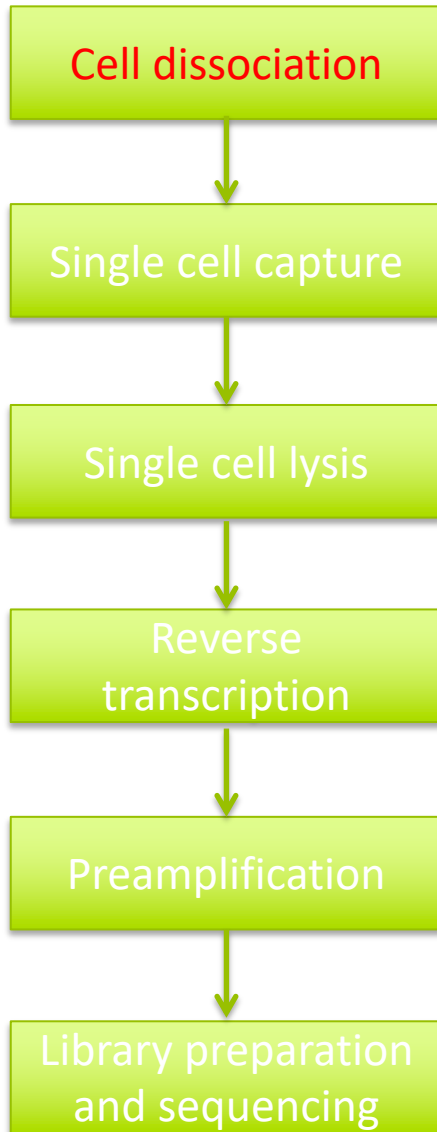 Cell dissociation
Single cell capture
Single cell lysis
Reverse
transcription
Preamplification
Library preparation
and sequencing